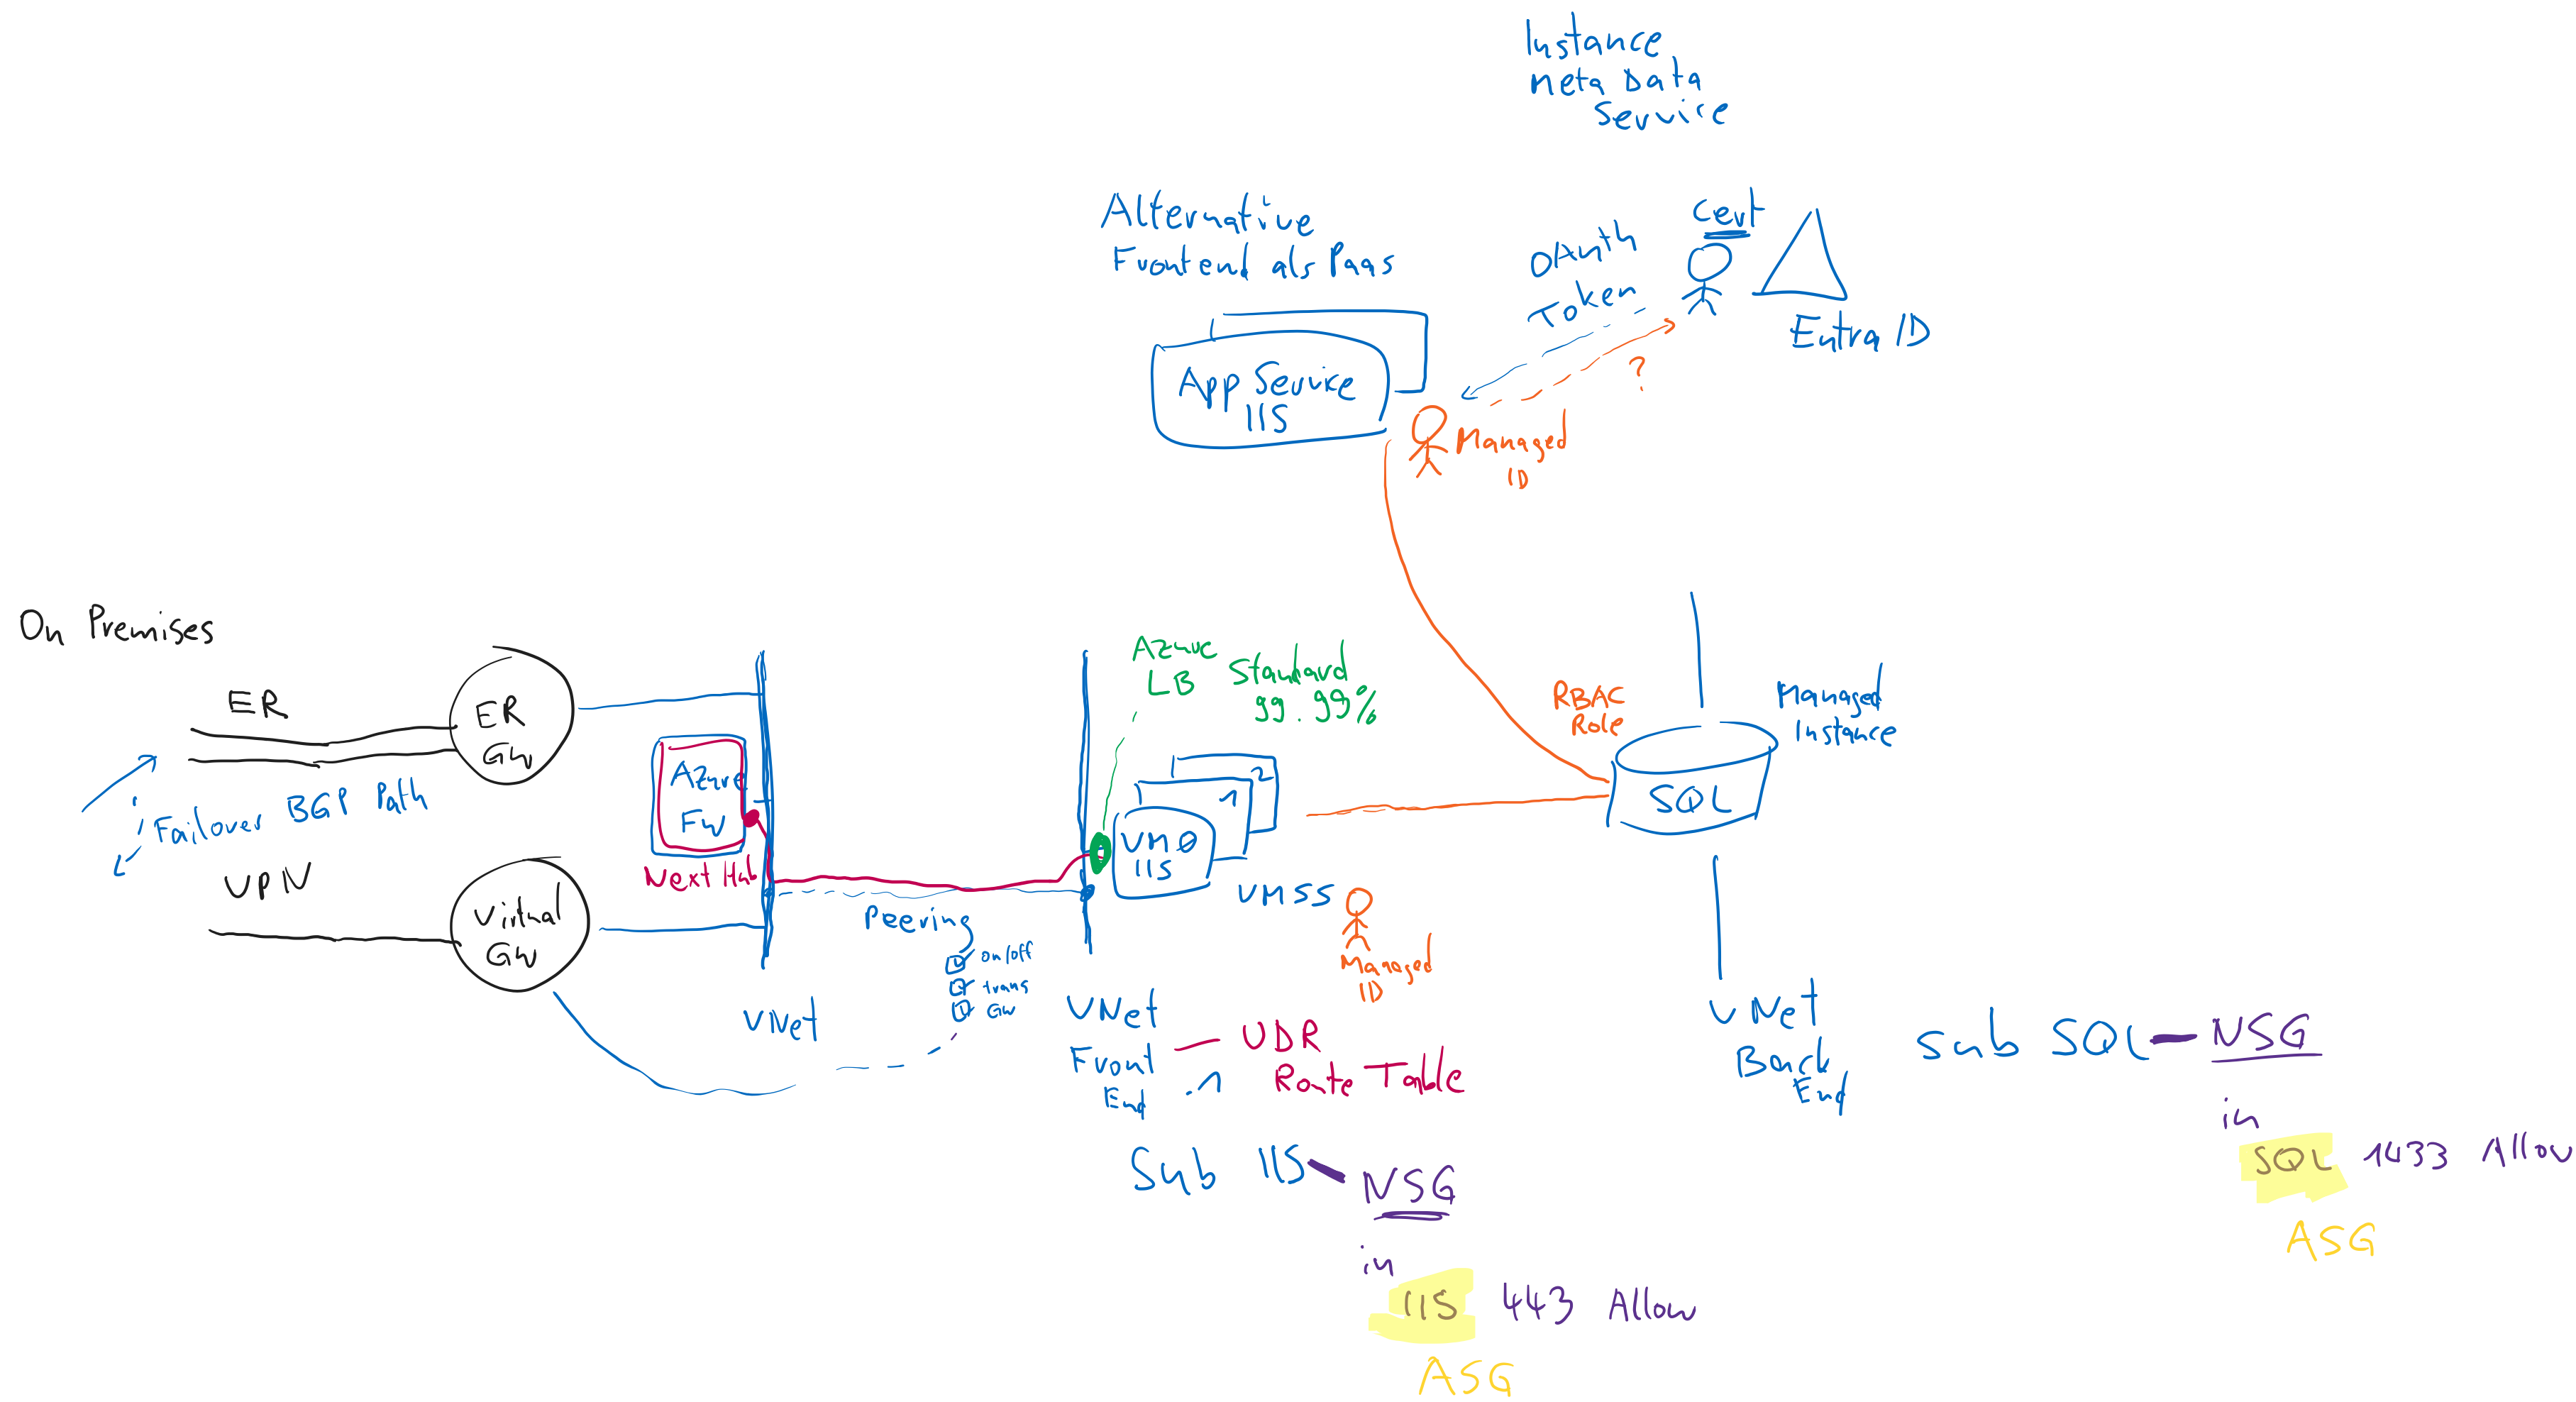 Instance
Meta Data
Service
Alternative
Frontend als Paas
OAuth
Token
Cert
Entra ID
?
App Service
IIS
Managed
ID
On Premises
ER
ER
GW
Failover BGP Path
VPN
Virtual
GW
Azure
FW
Next Hub
VNet
Peering
on/off
trans
GW
Azure
LB Standard
99.99%
VM 0
IIS
1
2
VMSS
Managed
ID
RBAC
Role
SQL
Managed
Instance
VNet
Front
End .1
UDR
Route Table
Sub IIS
NSG
in
IIS 443 Allow
ASG
VNet
Back
End
Sub SQL
NSG
in
SQL 1433 Allow
ASG